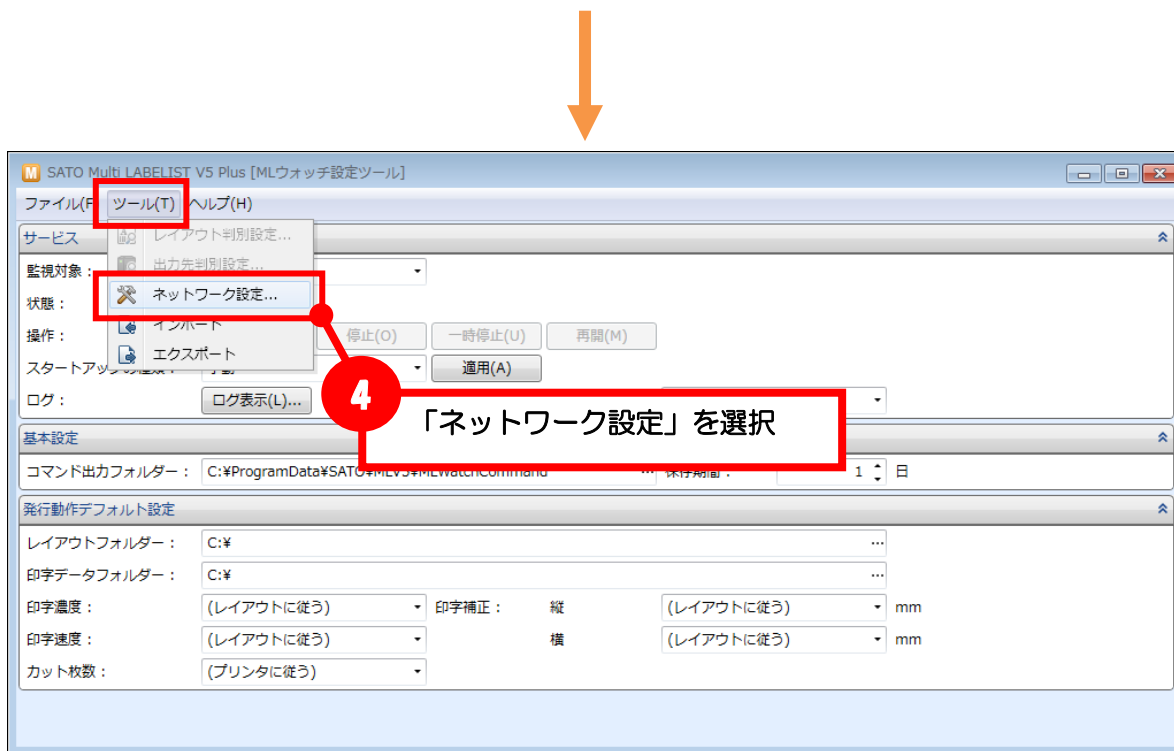 SATO Multi LABELIST V5 Plus [MLウォッチ設定ツール]
ファイル(F ツール(T) ヘルプ(H)
サービス
レイアウト判別設定...
監視対象：
出力先判別設定...
状態：
ネットワーク設定...
インポート
操作： 停止(O) 一時停止(U) 再開(M)
エクスポート
スタートアップの種類： 手動 適用(A)
ログ： ログ表示(L)...
4
「ネットワーク設定」を選択
基本設定
コマンド出力フォルダー： C:¥ProgramData¥SATO¥MLV5¥MLWatchCommand ... 保存期間： 1 日
発行動作デフォルト設定
レイアウトフォルダー： C:¥ ...
印字データフォルダー： C:¥ ...
印字濃度： (レイアウトに従う) 印字補正： 縦 (レイアウトに従う) mm
印字速度： (レイアウトに従う) 横 (レイアウトに従う) mm
カット枚数： (プリンタに従う)